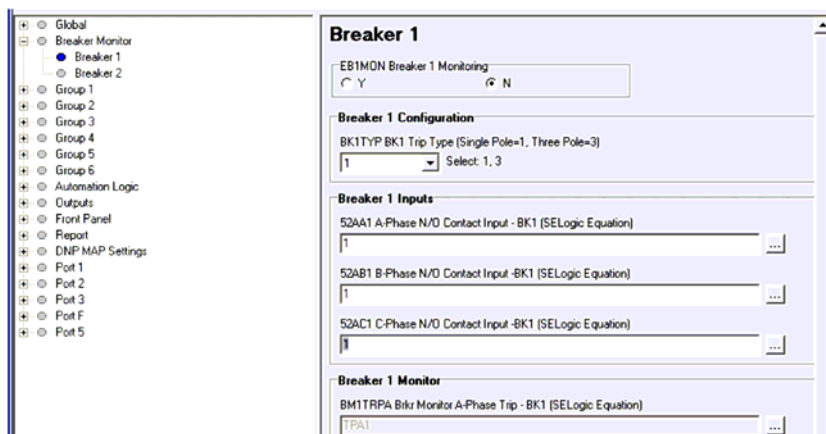 Global
Breaker Monitor
Breaker 1
Breaker 2
Group 1
Group 2
Group 3
Group 4
Group 5
Group 6
Automation Logic
Outputs
Front Panel
Report
DNP MAP Settings
Port 1
Port 2
Port 3
Port F
Port 5
Breaker 1
EB1MON Breaker 1 Monitoring
Y N
Breaker 1 Configuration
BK1TYP BK1 Trip Type (Single Pole=1, Three Pole=3)
1 Select: 1, 3
Breaker 1 Inputs
52AA1 A-Phase N/O Contact Input - BK1 (SELogic Equation)
1 ...
52AB1 B-Phase N/O Contact Input -BK1 (SELogic Equation)
1 ...
52AC1 C-Phase N/O Contact Input -BK1 (SELogic Equation)
1 ...
Breaker 1 Monitor
BM1TRPA Brkr Monitor A-Phase Trip - BK1 (SELogic Equation)
TPA1 ...